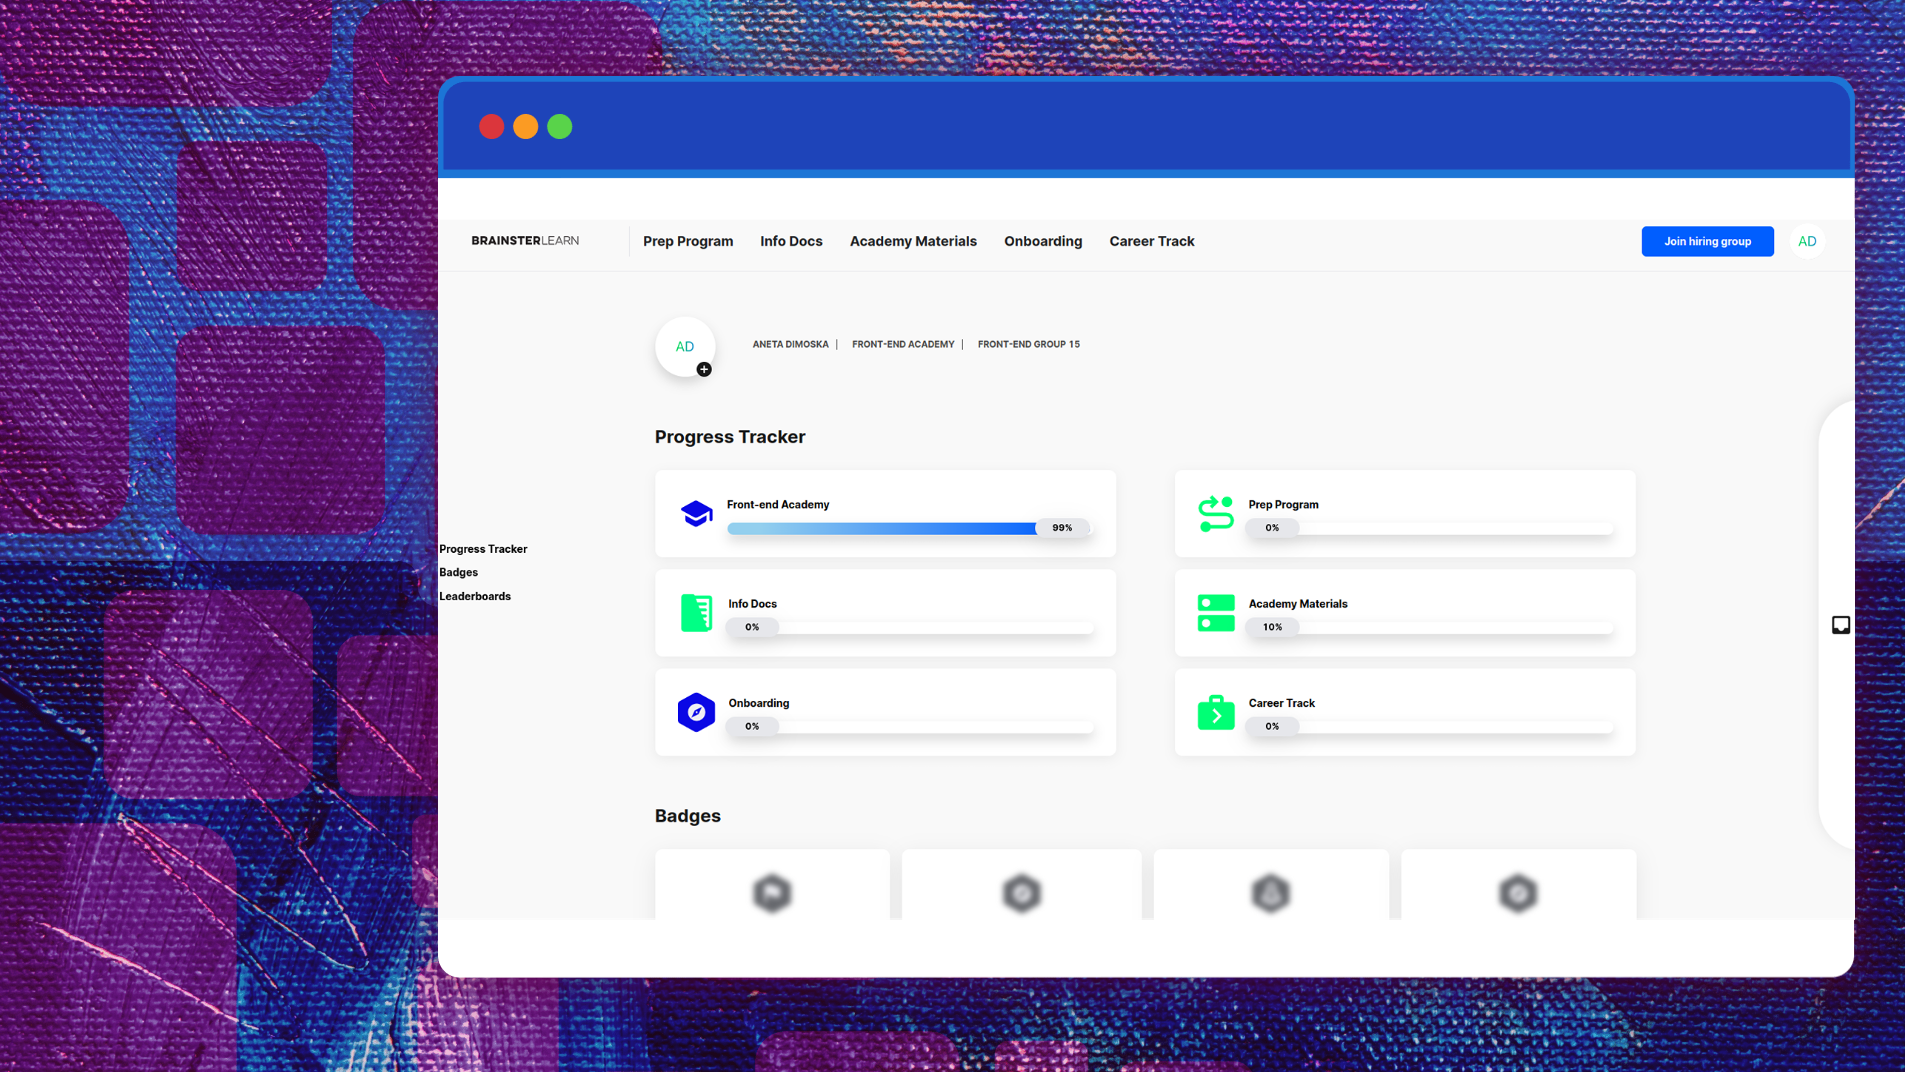 BRAINSTERLEARN
Prep Program
Info Docs
Academy Materials
Onboarding
Career Track
Join hiring group
AD
AD
ANETA DIMOSKA | FRONT-END ACADEMY | FRONT-END GROUP 15
Progress Tracker
Badges
Leaderboards
Progress Tracker
Front-end Academy
99%
Prep Program
0%
Info Docs
0%
Academy Materials
10%
Onboarding
0%
Career Track
0%
Badges